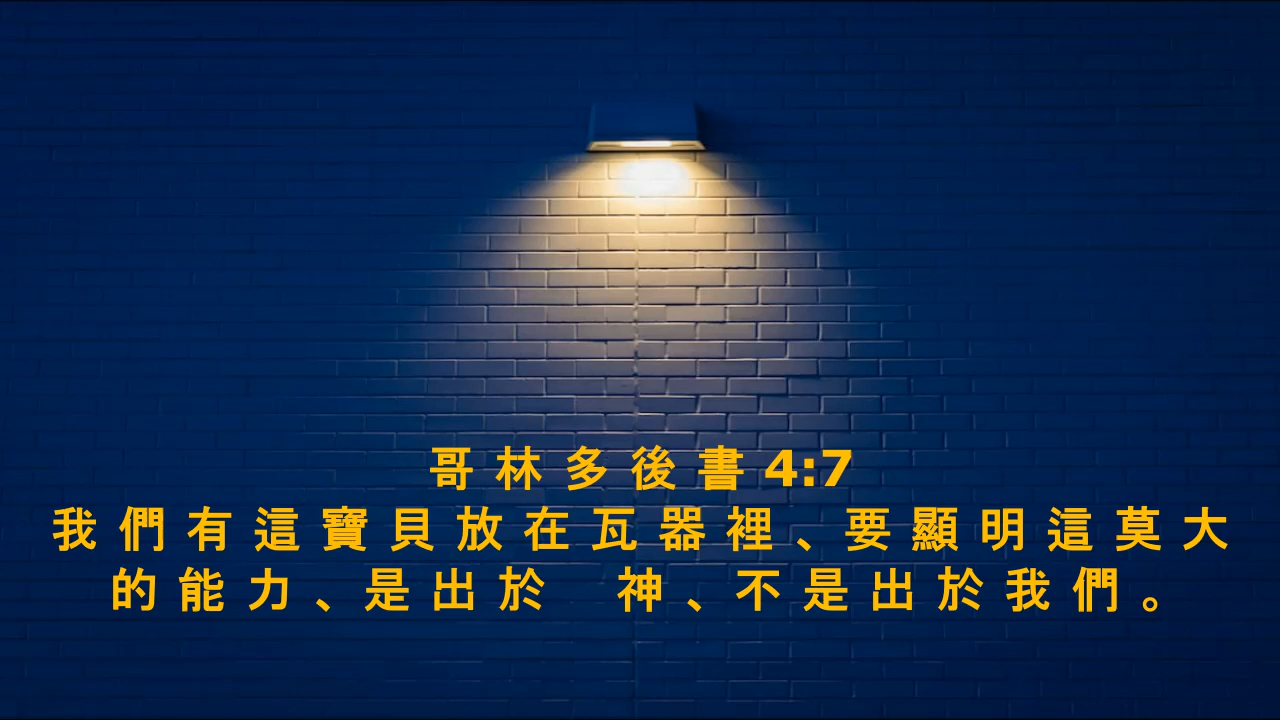 哥林多後書 4:7
我們有這寶貝放在瓦器裡、要顯明這莫大
的能力、是出於　神、不是出於我們。